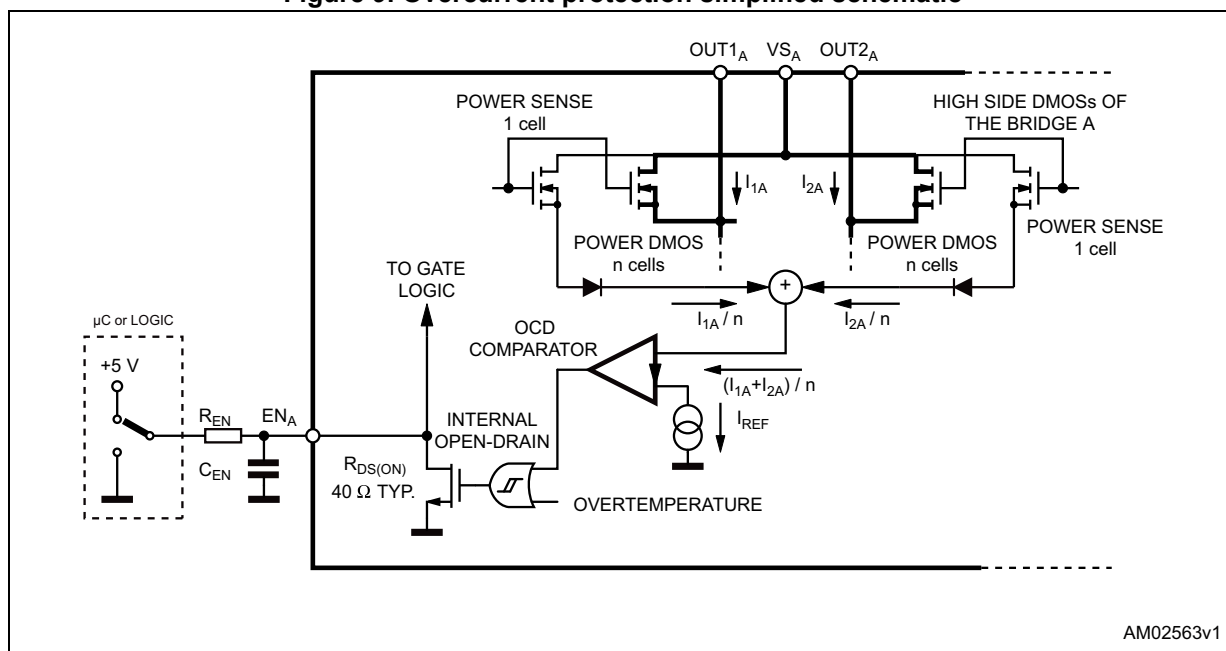 Figure 9. Overcurrent protection simplified schematic
OUT1A VSA OUT2A
POWER SENSE
1 cell
HIGH SIDE DMOSs OF
THE BRIDGE A
I1A
I2A
POWER SENSE
1 cell
POWER DMOS
n cells
POWER DMOS
n cells
TO GATE
LOGIC
+
I1A / n
I2A / n
µC or LOGIC
OCD
COMPARATOR
+5 V
(I1A+I2A) / n
REN
ENA
INTERNAL
OPEN-DRAIN
IREF
CEN
RDS(ON)
40 Ω TYP.
OVERTEMPERATURE
AM02563v1